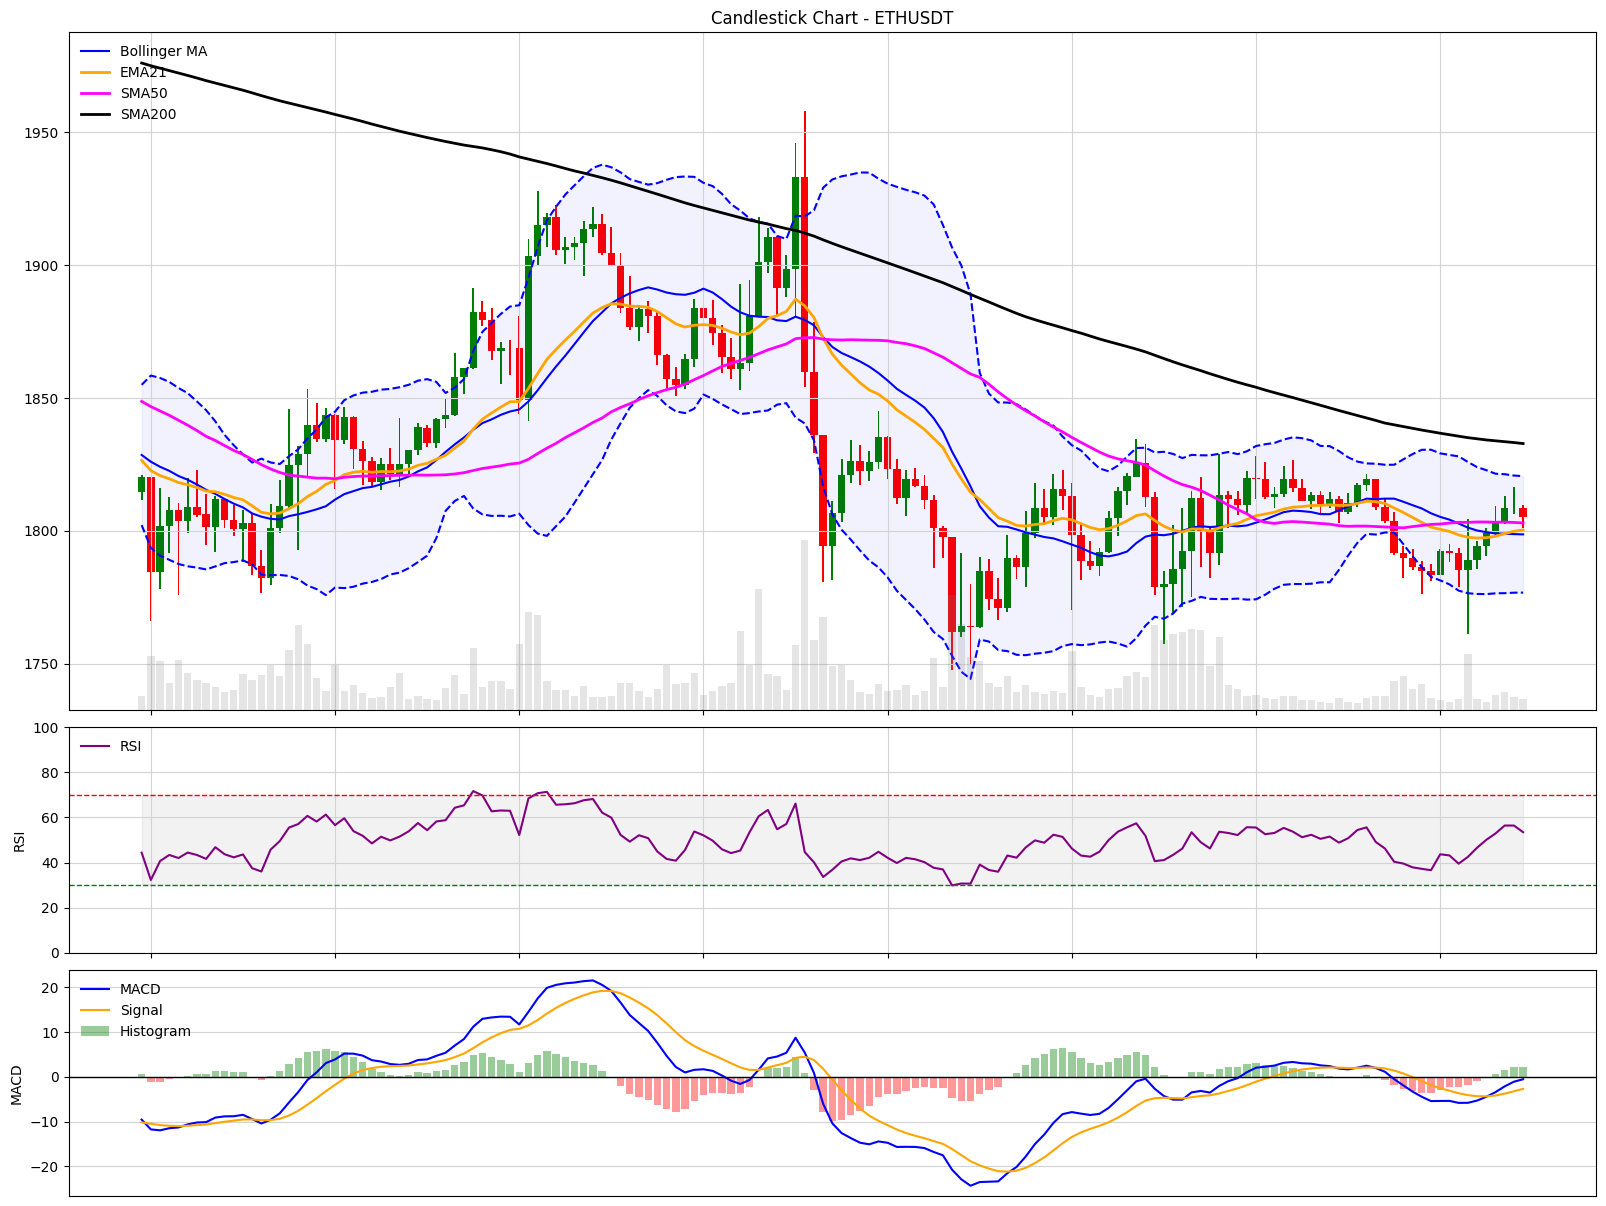 Candlestick Chart - ETHUSDT
Bollinger MA
EMA21
SMA50
SMA200
1950
1900
1850
1800
1750
RSI
100
80
60
40
20
0
RSI
MACD
Signal
Histogram
20
10
0
−10
−20
MACD